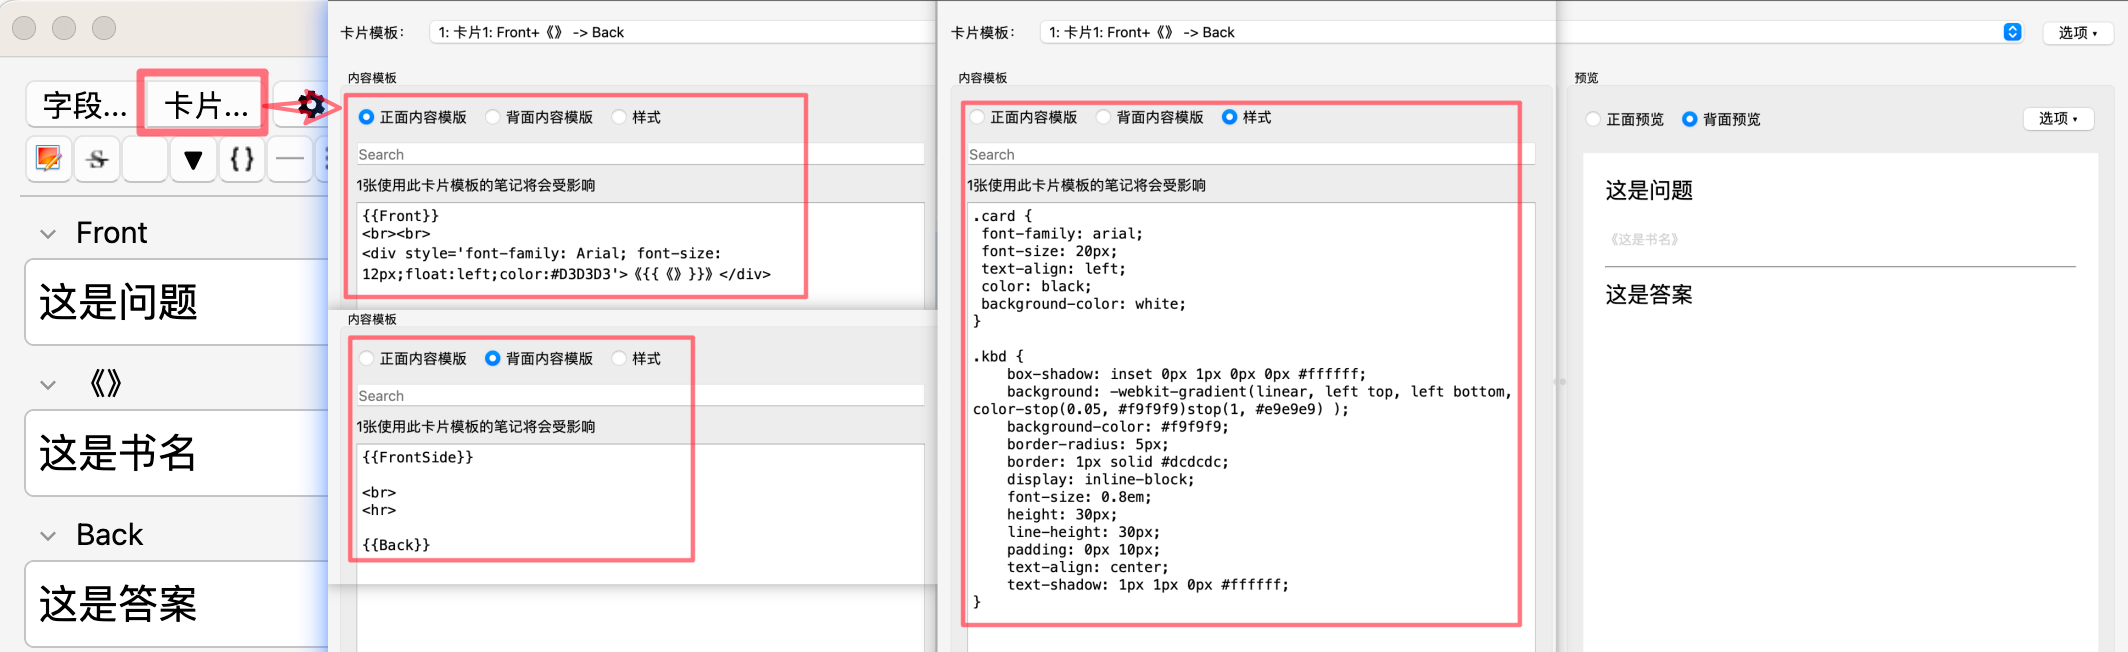 字段...
卡片...
Front
这是问题
《》
这是书名
Back
这是答案
卡片模板：
1: 卡片1: Front+《》 -> Back
内容模板
正面内容模版
背面内容模版
样式
Search
1张使用此卡片模板的笔记将会受影响
{{Front}}
<br><br>
<div style='font-family: Arial; font-size:
12px;float:left;color:#D3D3D3'>《{{《》}}》</div>
内容模板
正面内容模版
背面内容模版
样式
Search
1张使用此卡片模板的笔记将会受影响
{{FrontSide}}
<br>
<hr>
{{Back}}
卡片模板：
1: 卡片1: Front+《》 -> Back
选项
内容模板
正面内容模版
背面内容模版
样式
Search
1张使用此卡片模板的笔记将会受影响
.card {
font-family: arial;
font-size: 20px;
text-align: left;
color: black;
background-color: white;
}
.kbd {
box-shadow: inset 0px 1px 0px 0px #ffffff;
background: -webkit-gradient(linear, left top, left bottom,
color-stop(0.05, #f9f9f9)stop(1, #e9e9e9) );
background-color: #f9f9f9;
border-radius: 5px;
border: 1px solid #dcdcdc;
display: inline-block;
font-size: 0.8em;
height: 30px;
line-height: 30px;
padding: 0px 10px;
text-align: center;
text-shadow: 1px 1px 0px #ffffff;
}
预览
正面预览
背面预览
选项
这是问题
《这是书名》
这是答案